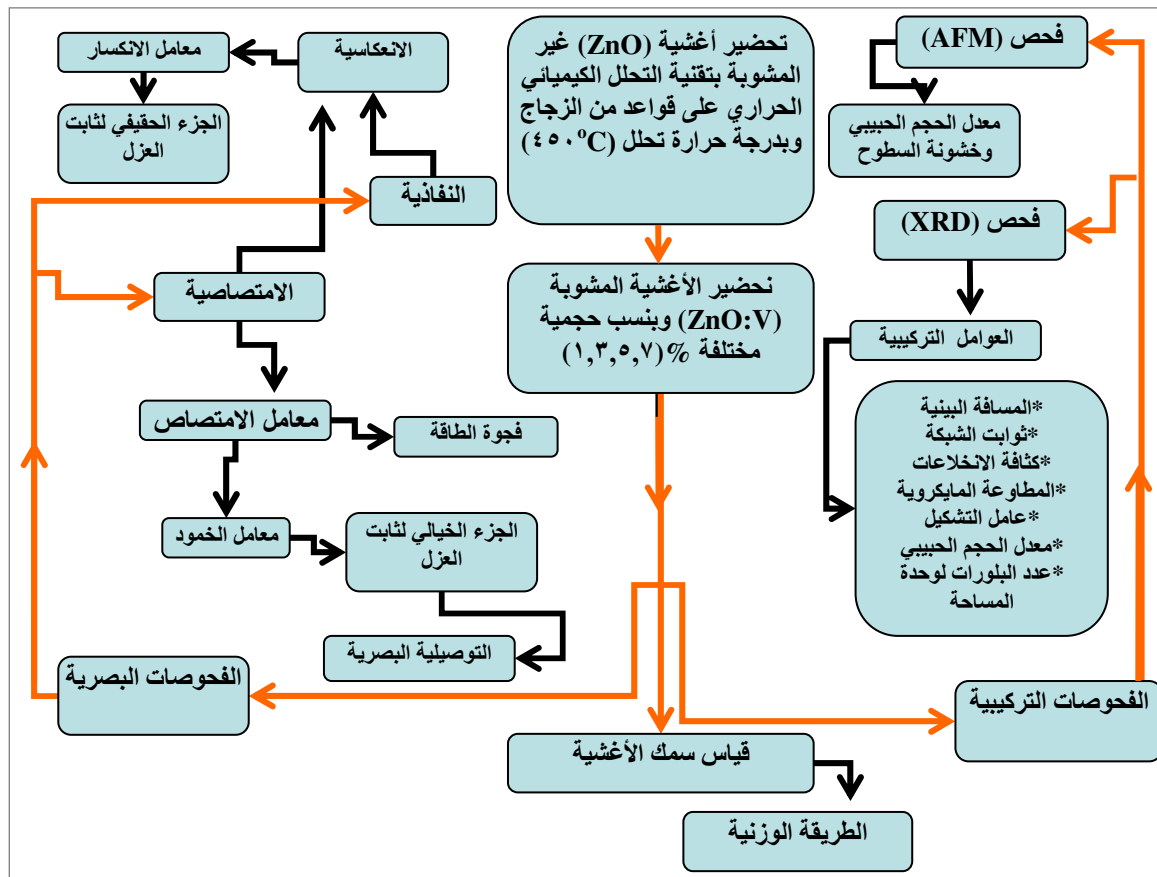 تحضير أغشية (ZnO) غير
المشوبة بتقنية التحلل الكيميائي
الحراري على قواعد من الزجاج
وبدرجة حرارة تحلل (٤٥٠°C)
نحضير الأغشية المشوبة
(ZnO:V) وبنسب حجمية
مختلفة %(١,٣,٥,٧)
فحص (AFM)
معدل الحجم الحبيبي
وخشونة السطوح
فحص (XRD)
العوامل التركيبية
*المسافة البينية
*ثوابت الشبكة
*كثافة الانخلاعات
*المطاوعة المايكروية
*عامل التشكيل
*معدل الحجم الحبيبي
*عدد البلورات لوحدة
المساحة
الفحوصات التركيبية
قياس سمك الأغشية
الطريقة الوزنية
الانعكاسية
معامل الانكسار
الجزء الحقيفي لثابت
العزل
النفاذية
الامتصاصية
معامل الامتصاص
فجوة الطاقة
معامل الخمود
الجزء الخيالي لثابت
العزل
التوصيلية البصرية
الفحوصات البصرية